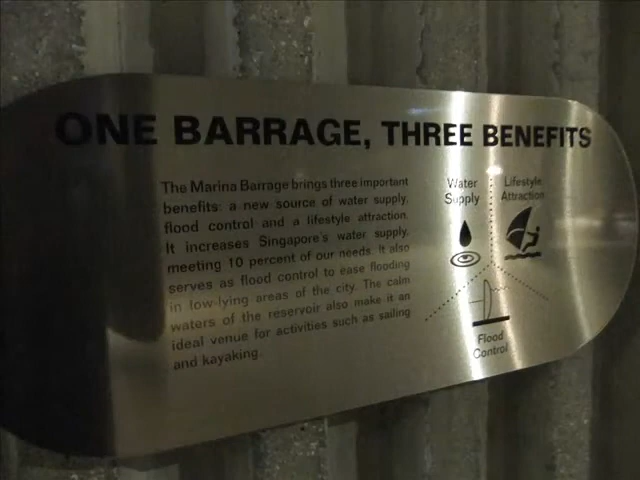 ONE BARRAGE, THREE BENEFITS
The Marina Barrage brings three important
benefits: a new source of water supply,
flood control and a lifestyle attraction.
It increases Singapore's water supply,
meeting 10 percent of our needs. It also
serves as flood control to ease flooding
in low-lying areas of the city. The calm
waters of the reservoir also make it an
ideal venue for activities such as sailing
and kayaking.
Water
Supply
Lifestyle
Attraction
Flood
Control